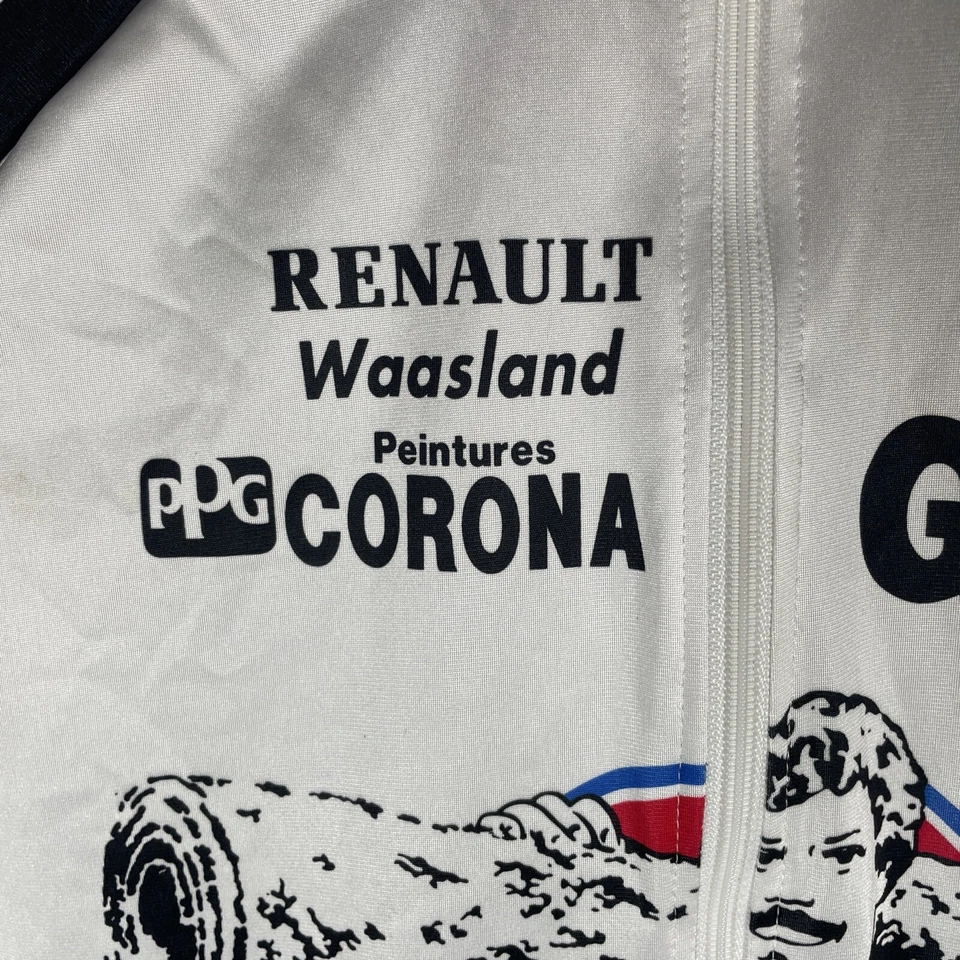 RENAULT
Waasland
Peintures
PPG CORONA
G